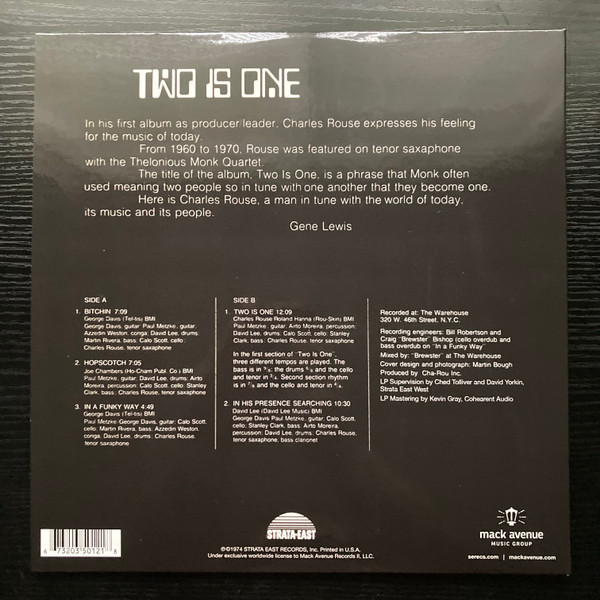 TWO IS ONE
In his first album as producer/leader, Charles Rouse expresses his feeling
for the music of today.
From 1960 to 1970, Rouse was featured on tenor saxaphone
with the Thelonious Monk Quartet.
The title of the album, Two Is One, is a phrase that Monk often
used meaning two people so in tune with one another that they become one.
Here is Charles Rouse, a man in tune with the world of today,
its music and its people.
Gene Lewis
SIDE A
1. BITCHIN 7:09
George Davis (Tel-tis) BMI
George Davis, guitar; Paul Metzke, guitar;
Azzedin Weston, conga; David Lee, drums;
Martin Rivera, bass; Calo Scott, cello;
Charles Rouse, tenor saxaphone
2. HOPSCOTCH 7:05
Joe Chambers (Ho-Cham Publ. Co.) BMI
Paul Metzke, guitar; David Lee, drums; Airto
Moreira, percussion; Calo Scott, cello; Stanley
Clark, bass; Charles Rouse, tenor saxaphone
3. IN A FUNKY WAY 4:49
George Davis (Tel-tis) BMI
Paul Metzke George Davis, guitar; Calo Scott,
cello; Martin Rivera, bass; Azzedin Weston,
conga; David Lee, drums; Charles Rouse,
tenor saxaphone
SIDE B
1. TWO IS ONE 12:09
Charles Rouse Roland Hanna (Rou-Skin) BMI
Paul Metzke, guitar; Airto Moreira, percussion;
David Lee, drums; Calo Scott, cello; Stanley
Clark, bass; Charles Rouse, tenor saxaphone
In the first section of "Two Is One",
three different tempos are played. The
bass is in the drums and the cello
and tenor in Second section rhythm
is in and the cello and tenor in
2. IN HIS PRESENCE SEARCHING 10:30
David Lee (David Lee Music) BMI
George Davis Paul Metzke, guitar; Calo Scott,
cello; Stanley Clark, bass; Airto Moreira,
percussion; David Lee, drums; Charles Rouse,
tenor saxaphone, bass clarionet
Recorded at: The Warehouse
320 W. 46th Street, N.Y.C.
Recording engineers: Bill Robertson and
Craig "Brewster" Bishop (cello overdub and
bass overdub on "In a Funky Way"
Mixed by: "Brewster" at The Warehouse
Cover design and photograph: Martin Bough
Produced by: Cha-Rou Inc.
LP Supervision by Ched Tolliver and David Yorkin,
Strata East West
LP Mastering by Kevin Gray, Cohearent Audio
6 73203 50121 8
STRATA-EAST
℗©1974 STRATA EAST RECORDS, Inc. Printed in U.S.A.
Under exclusive worldwide license to Mack Avenue Records II, LLC.
mack avenue
MUSIC GROUP
serecs.com | mackavenue.com